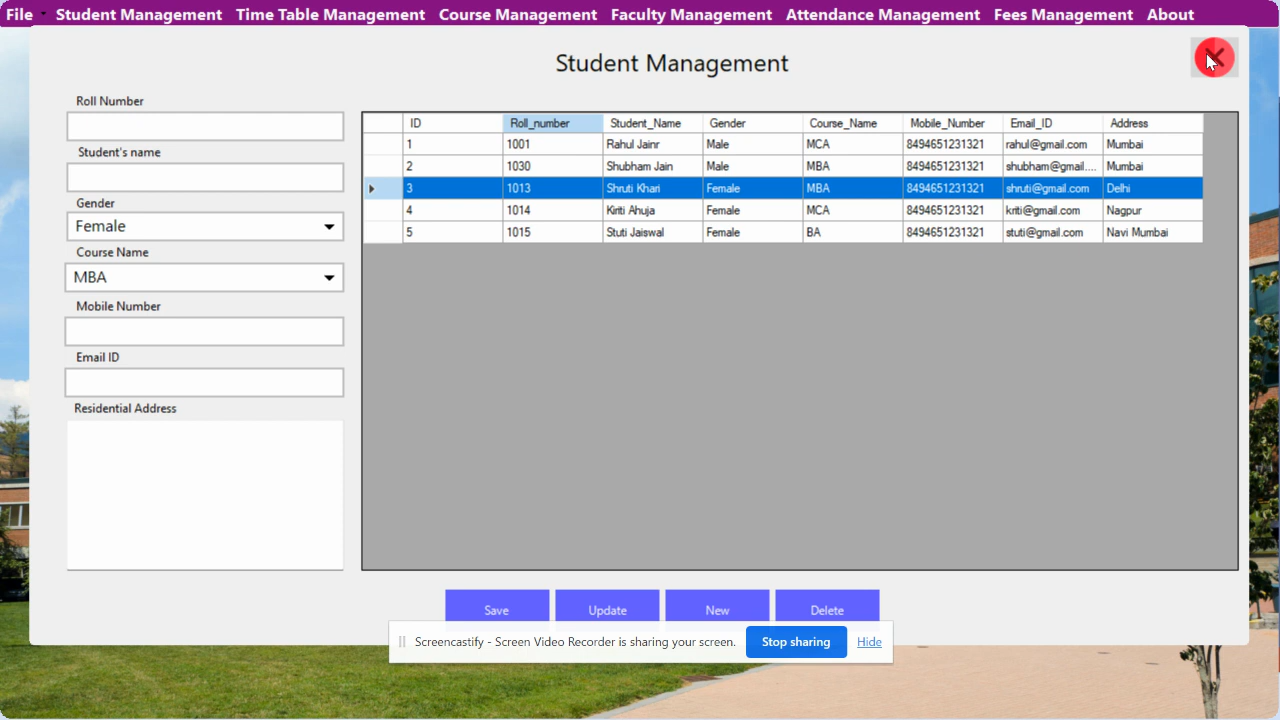 File Student Management Time Table Management Course Management Faculty Management Attendance Management Fees Management About
Student Management
Roll Number
Student's name
Gender
Female
Course Name
MBA
Mobile Number
Email ID
Residential Address
ID Roll_number Student_Name Gender Course_Name Mobile_Number Email_ID Address
1 1001 Rahul Jainr Male MCA 8494651231321 rahul@gmail.com Mumbai
2 1030 Shubham Jain Male MBA 8494651231321 shubham@gmail.... Mumbai
3 1013 Shruti Khari Female MBA 8494651231321 shruti@gmail.com Delhi
4 1014 Kiriti Ahuja Female MCA 8494651231321 kriti@gmail.com Nagpur
5 1015 Stuti Jaiswal Female BA 8494651231321 stuti@gmail.com Navi Mumbai
Save Update New Delete
Screencastify - Screen Video Recorder is sharing your screen. Stop sharing Hide